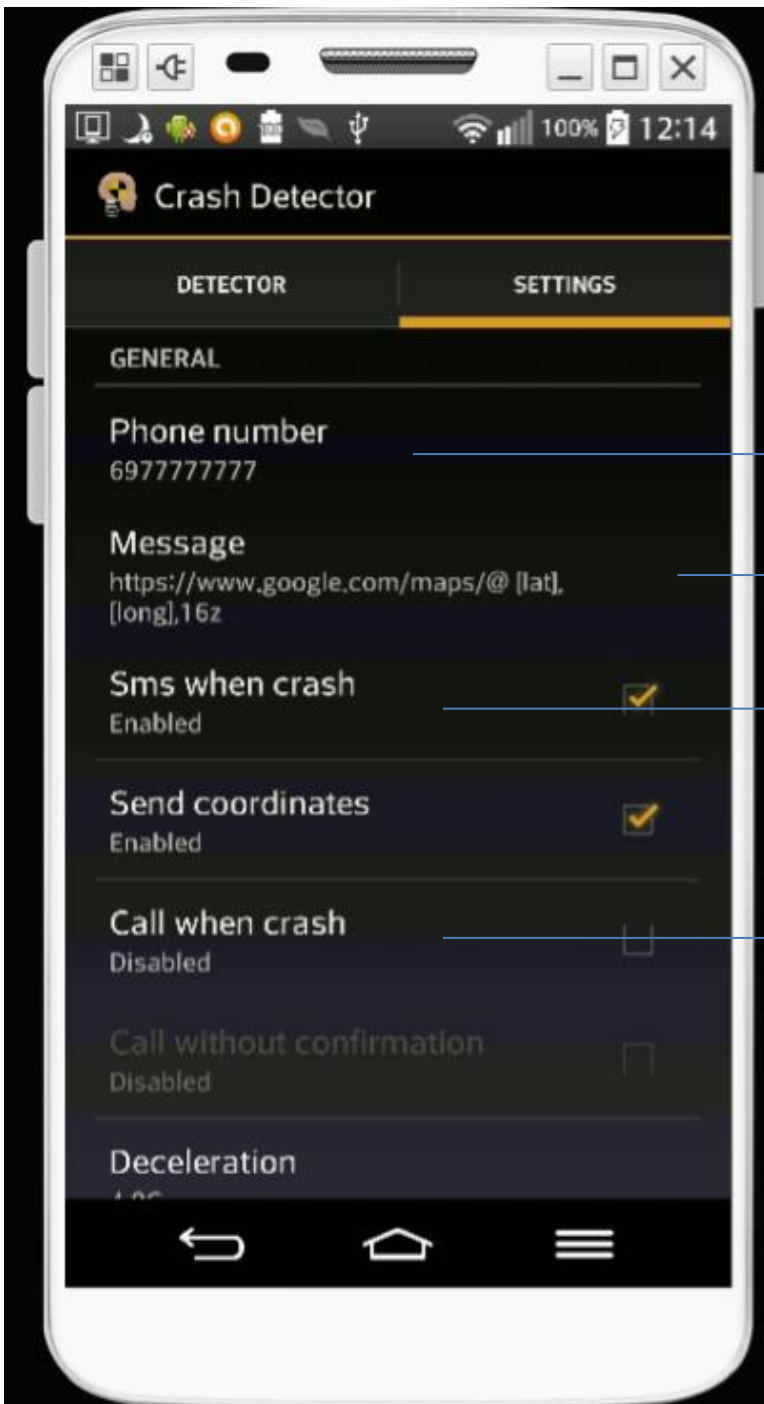 100% 12:14
Crash Detector
DETECTOR SETTINGS
GENERAL
Phone number
6977777777
Message
https://www.google.com/maps/@ [lat],
[long],16z
Sms when crash
Enabled
Send coordinates
Enabled
Call when crash
Disabled
Call without confirmation
Disabled
Deceleration